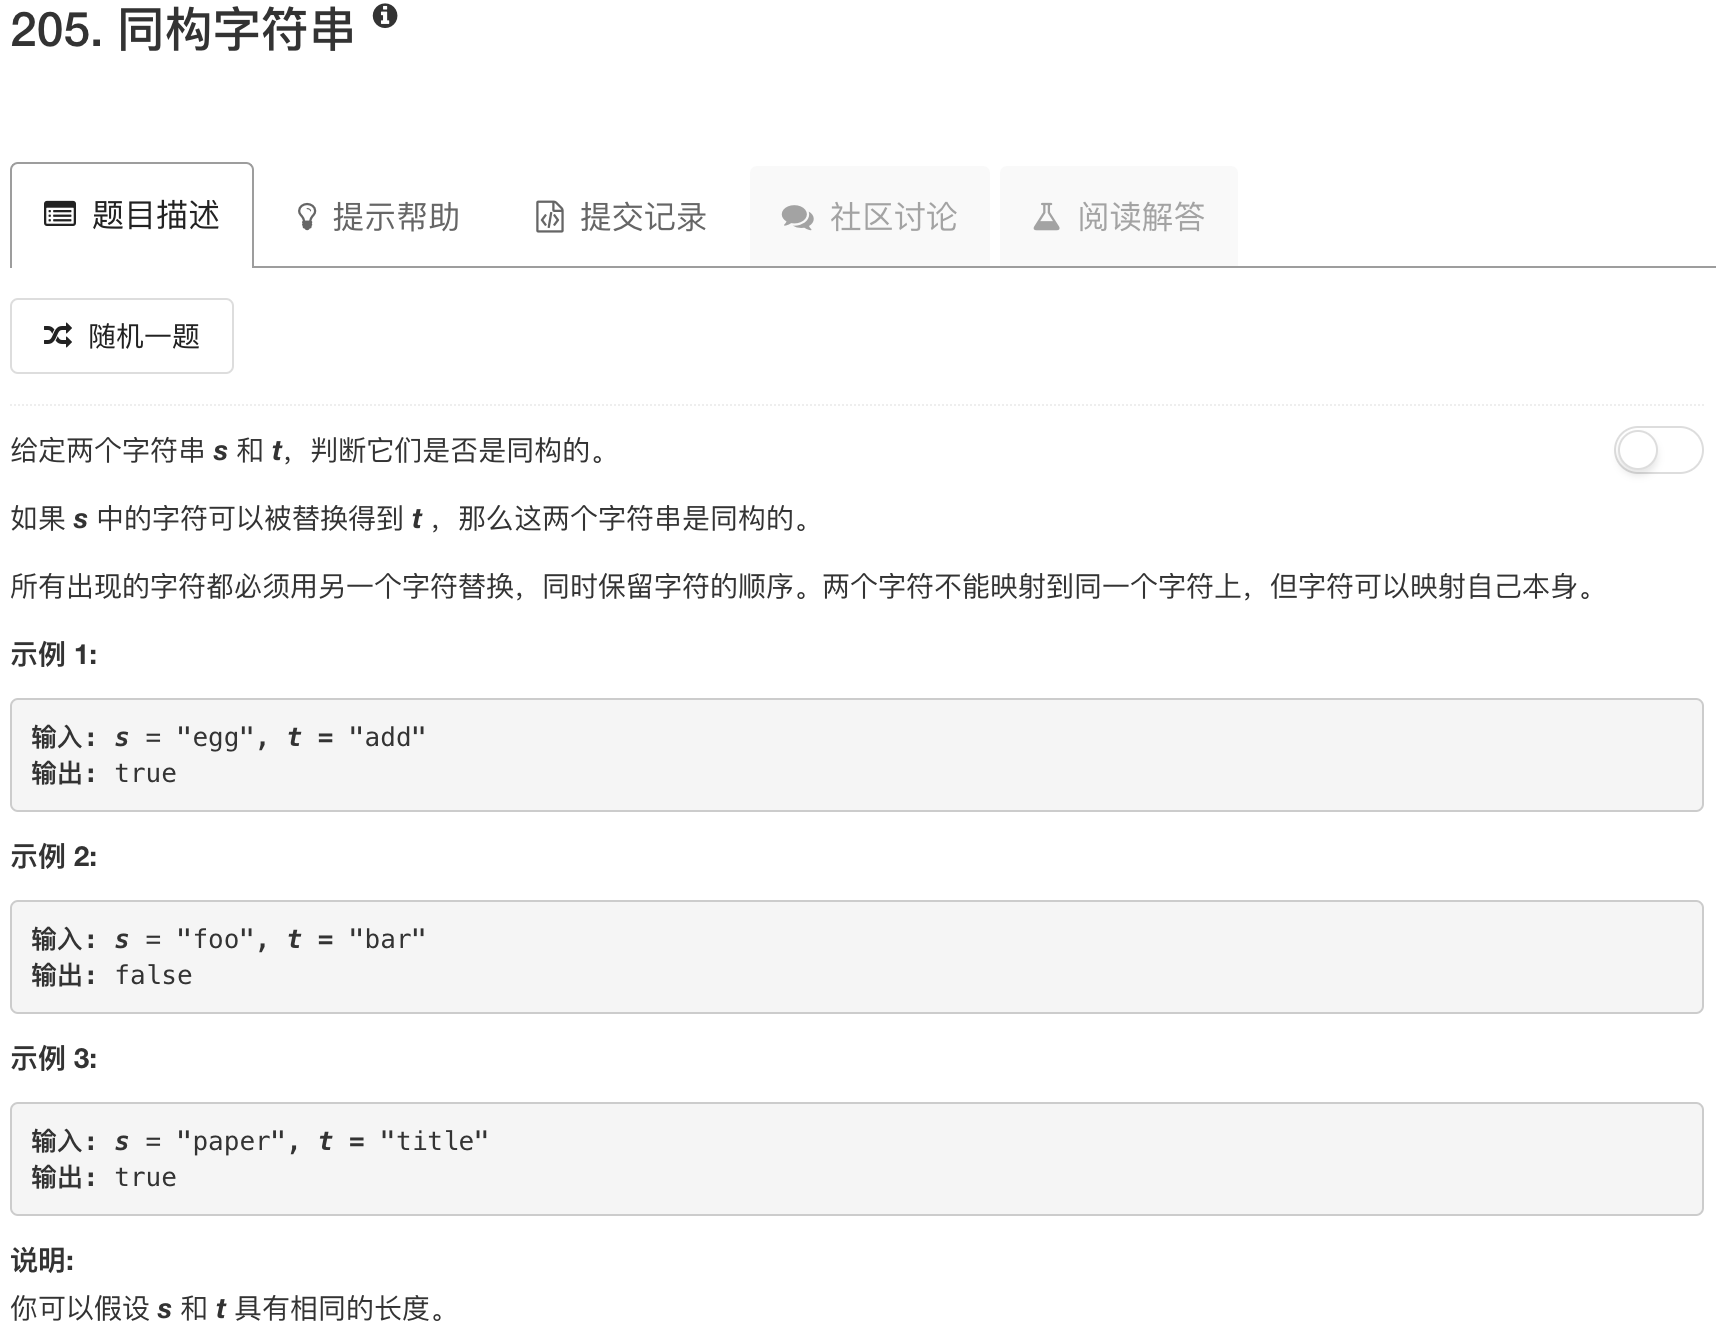 205. 同构字符串
题目描述 提示帮助 提交记录 社区讨论 阅读解答
随机一题
给定两个字符串 s 和 t，判断它们是否是同构的。
如果 s 中的字符可以被替换得到 t ，那么这两个字符串是同构的。
所有出现的字符都必须用另一个字符替换，同时保留字符的顺序。两个字符不能映射到同一个字符上，但字符可以映射自己本身。
示例 1:
输入: s = "egg", t = "add"
输出: true
示例 2:
输入: s = "foo", t = "bar"
输出: false
示例 3:
输入: s = "paper", t = "title"
输出: true
说明:
你可以假设 s 和 t 具有相同的长度。